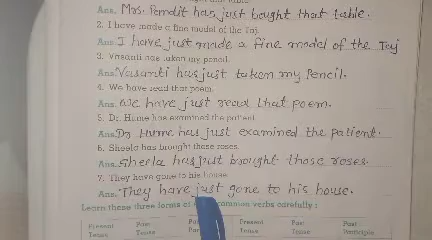 Ans. Mrs. Pandit has just bought that table.
2. I have made a fine model of the Taj.
Ans. I have just made a fine model of the Taj
3. Vasanti has taken my pencil.
Ans. Vasanti has just taken my Pencil.
4. We have read that poem.
Ans. We have just read that poem.
5. Dr. Hume has examined the patient.
Ans. Dr. Hume has just examined the patient.
6. Sheela has brought those roses.
Ans. Sheela has just brought those roses.
7. They have gone to his house.
Ans. They have just gone to his house.
Learn these three forms of common verbs carefully :
Present Past Past Present Past Past
Tense Tense Tense Tense Participle